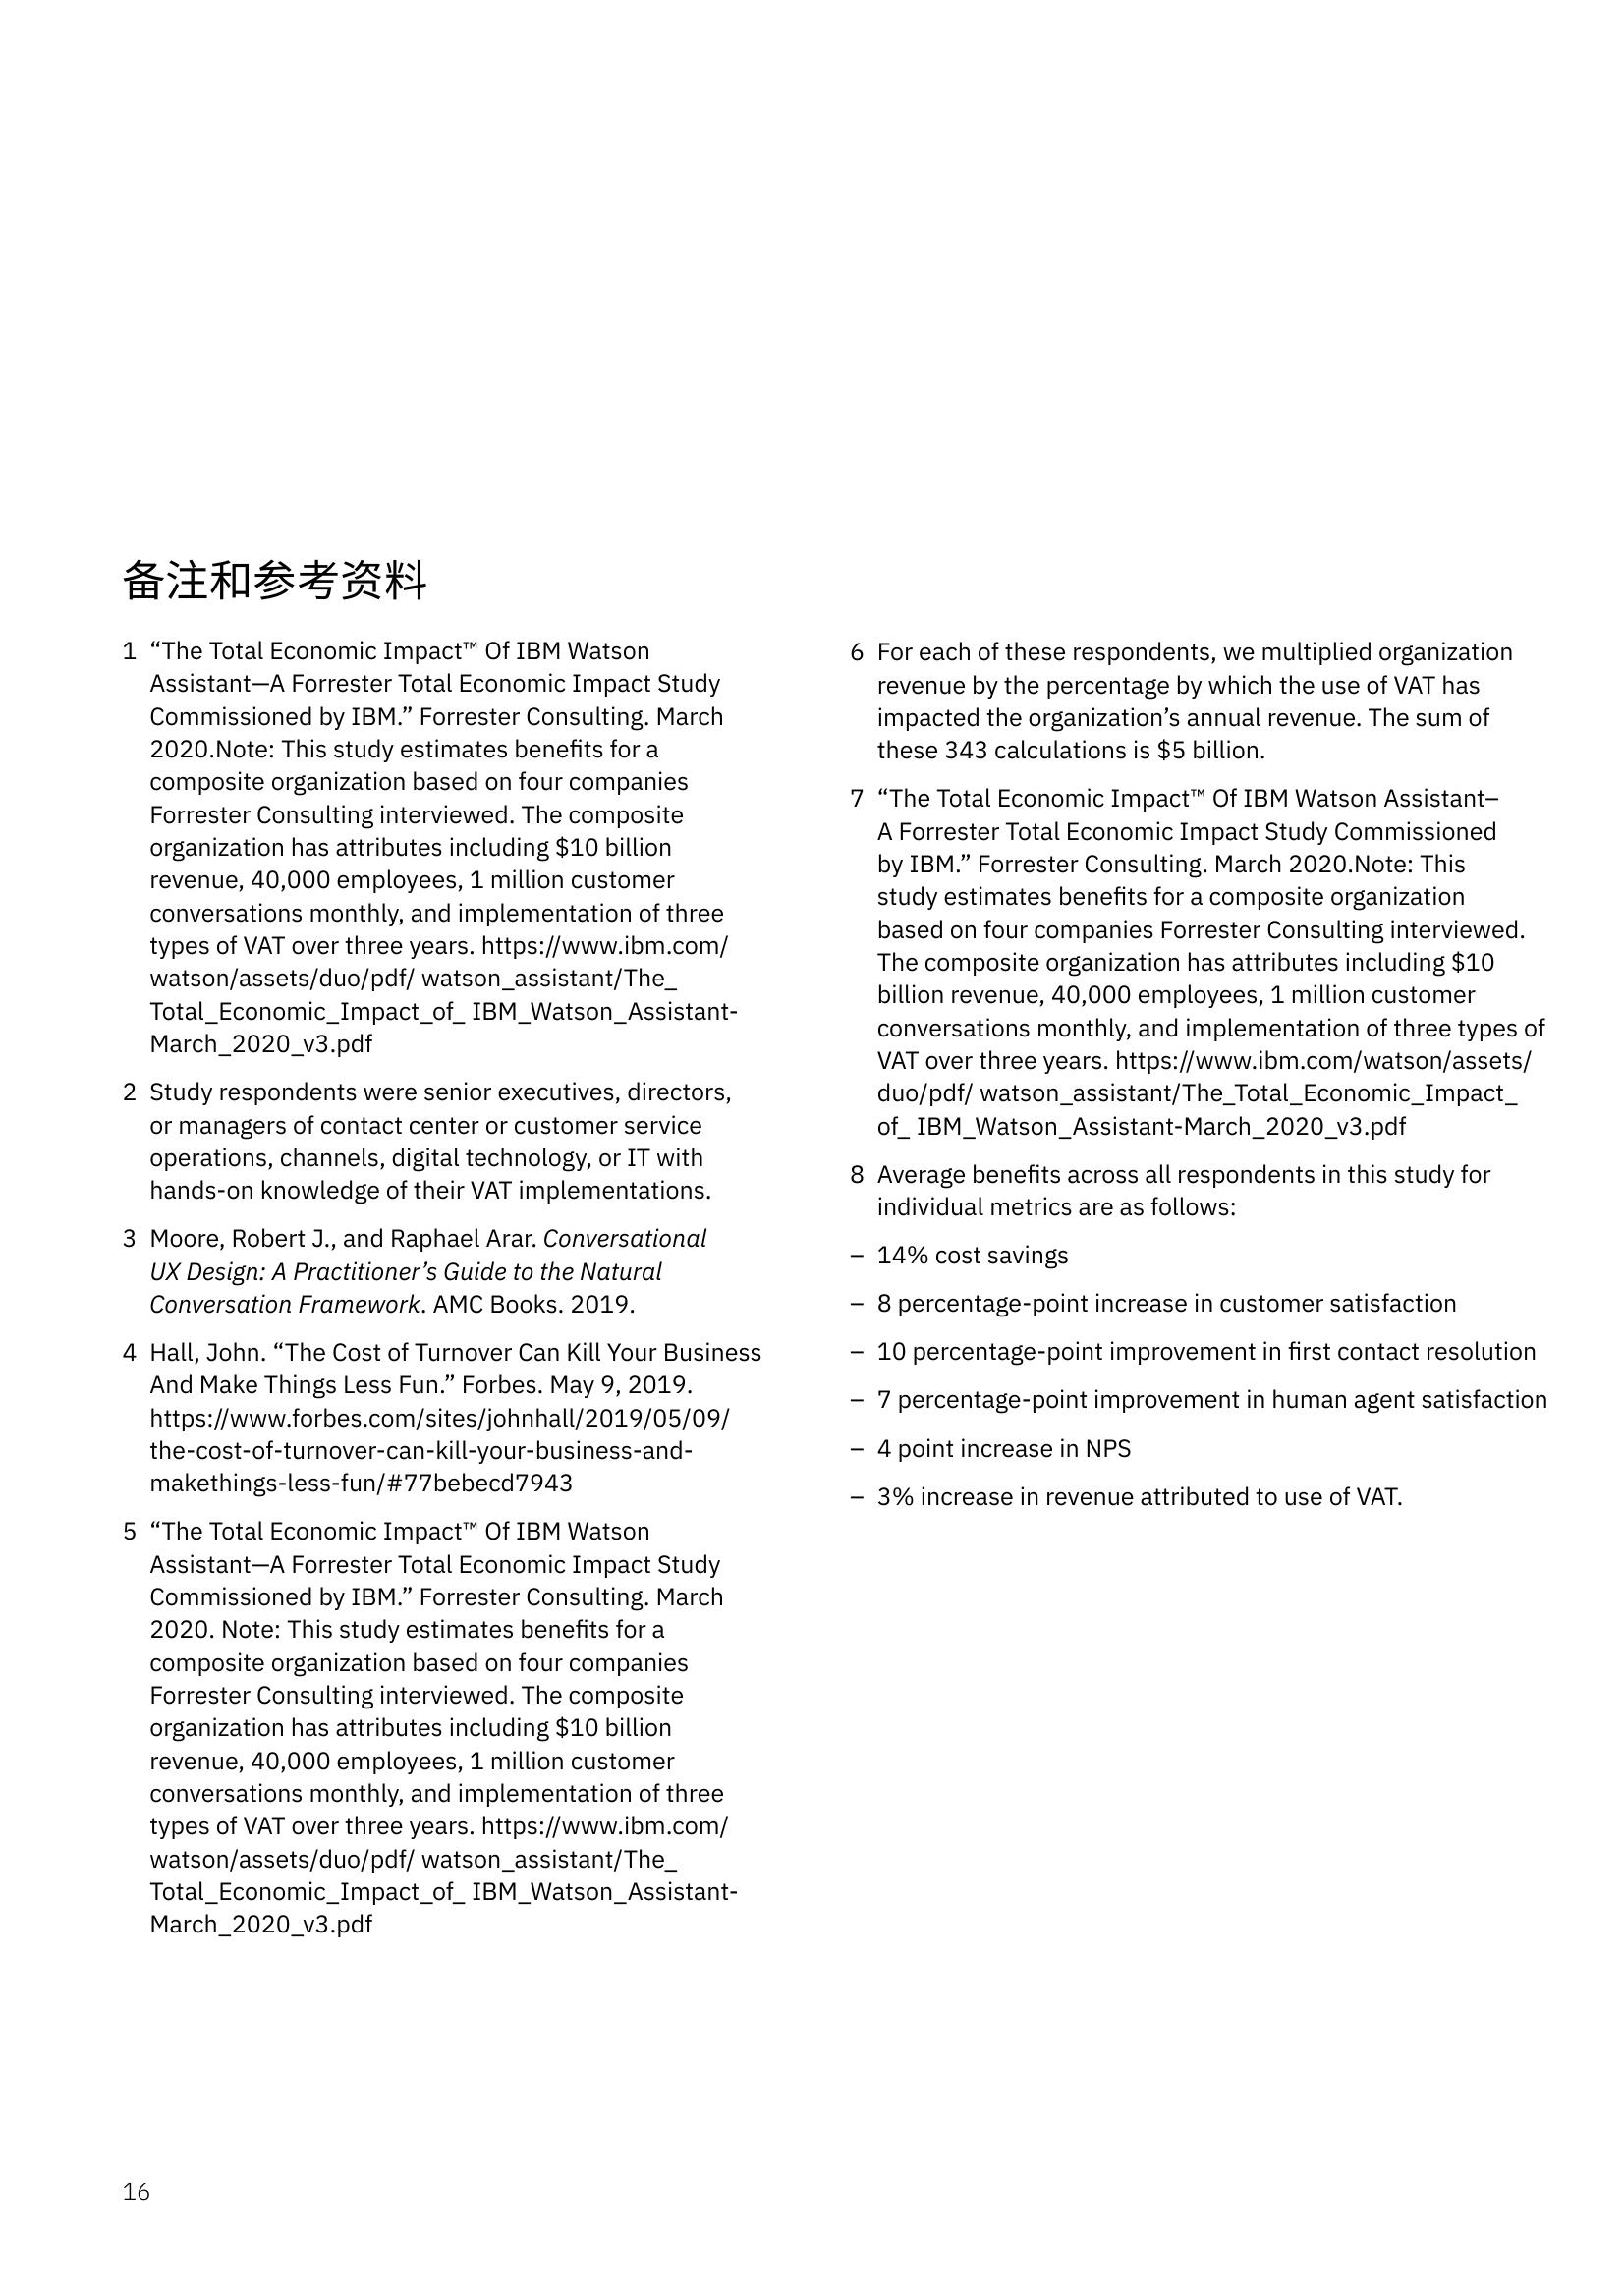 备注和参考资料
1 “The Total Economic Impact™ Of IBM Watson
Assistant—A Forrester Total Economic Impact Study
Commissioned by IBM.” Forrester Consulting. March
2020.Note: This study estimates benefits for a
composite organization based on four companies
Forrester Consulting interviewed. The composite
organization has attributes including $10 billion
revenue, 40,000 employees, 1 million customer
conversations monthly, and implementation of three
types of VAT over three years. https://www.ibm.com/
watson/assets/duo/pdf/ watson_assistant/The_
Total_Economic_Impact_of_ IBM_Watson_Assistant-
March_2020_v3.pdf
2 Study respondents were senior executives, directors,
or managers of contact center or customer service
operations, channels, digital technology, or IT with
hands-on knowledge of their VAT implementations.
3 Moore, Robert J., and Raphael Arar. Conversational
UX Design: A Practitioner’s Guide to the Natural
Conversation Framework. AMC Books. 2019.
4 Hall, John. “The Cost of Turnover Can Kill Your Business
And Make Things Less Fun.” Forbes. May 9, 2019.
https://www.forbes.com/sites/johnhall/2019/05/09/
the-cost-of-turnover-can-kill-your-business-and-
makethings-less-fun/#77bebecd7943
5 “The Total Economic Impact™ Of IBM Watson
Assistant—A Forrester Total Economic Impact Study
Commissioned by IBM.” Forrester Consulting. March
2020. Note: This study estimates benefits for a
composite organization based on four companies
Forrester Consulting interviewed. The composite
organization has attributes including $10 billion
revenue, 40,000 employees, 1 million customer
conversations monthly, and implementation of three
types of VAT over three years. https://www.ibm.com/
watson/assets/duo/pdf/ watson_assistant/The_
Total_Economic_Impact_of_ IBM_Watson_Assistant-
March_2020_v3.pdf
6 For each of these respondents, we multiplied organization
revenue by the percentage by which the use of VAT has
impacted the organization’s annual revenue. The sum of
these 343 calculations is $5 billion.
7 “The Total Economic Impact™ Of IBM Watson Assistant–
A Forrester Total Economic Impact Study Commissioned
by IBM.” Forrester Consulting. March 2020.Note: This
study estimates benefits for a composite organization
based on four companies Forrester Consulting interviewed.
The composite organization has attributes including $10
billion revenue, 40,000 employees, 1 million customer
conversations monthly, and implementation of three types of
VAT over three years. https://www.ibm.com/watson/assets/
duo/pdf/ watson_assistant/The_Total_Economic_Impact_
of_ IBM_Watson_Assistant-March_2020_v3.pdf
8 Average benefits across all respondents in this study for
individual metrics are as follows:
– 14% cost savings
– 8 percentage-point increase in customer satisfaction
– 10 percentage-point improvement in first contact resolution
– 7 percentage-point improvement in human agent satisfaction
– 4 point increase in NPS
– 3% increase in revenue attributed to use of VAT.
16